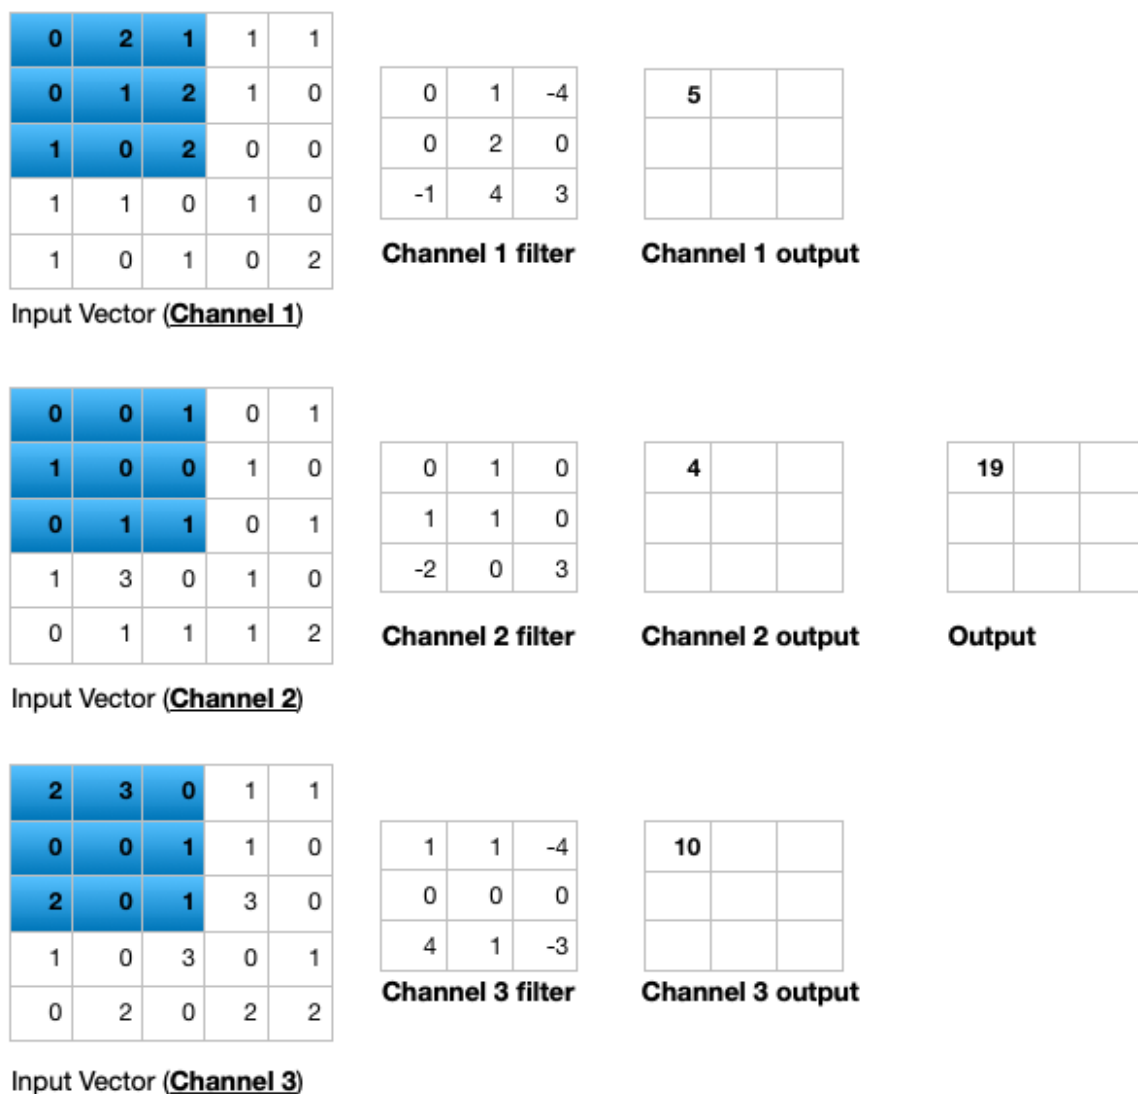 0 2 1 1 1
0 1 2 1 0
1 0 2 0 0
1 1 0 1 0
1 0 1 0 2
Input Vector (Channel 1)
0 1 -4
0 2 0
-1 4 3
Channel 1 filter
5
Channel 1 output
0 0 1 0 1
1 0 0 1 0
0 1 1 0 1
1 3 0 1 0
0 1 1 1 2
Input Vector (Channel 2)
0 1 0
1 1 0
-2 0 3
Channel 2 filter
4
Channel 2 output
19
Output
2 3 0 1 1
0 0 1 1 0
2 0 1 3 0
1 0 3 0 1
0 2 0 2 2
Input Vector (Channel 3)
1 1 -4
0 0 0
4 1 -3
Channel 3 filter
10
Channel 3 output